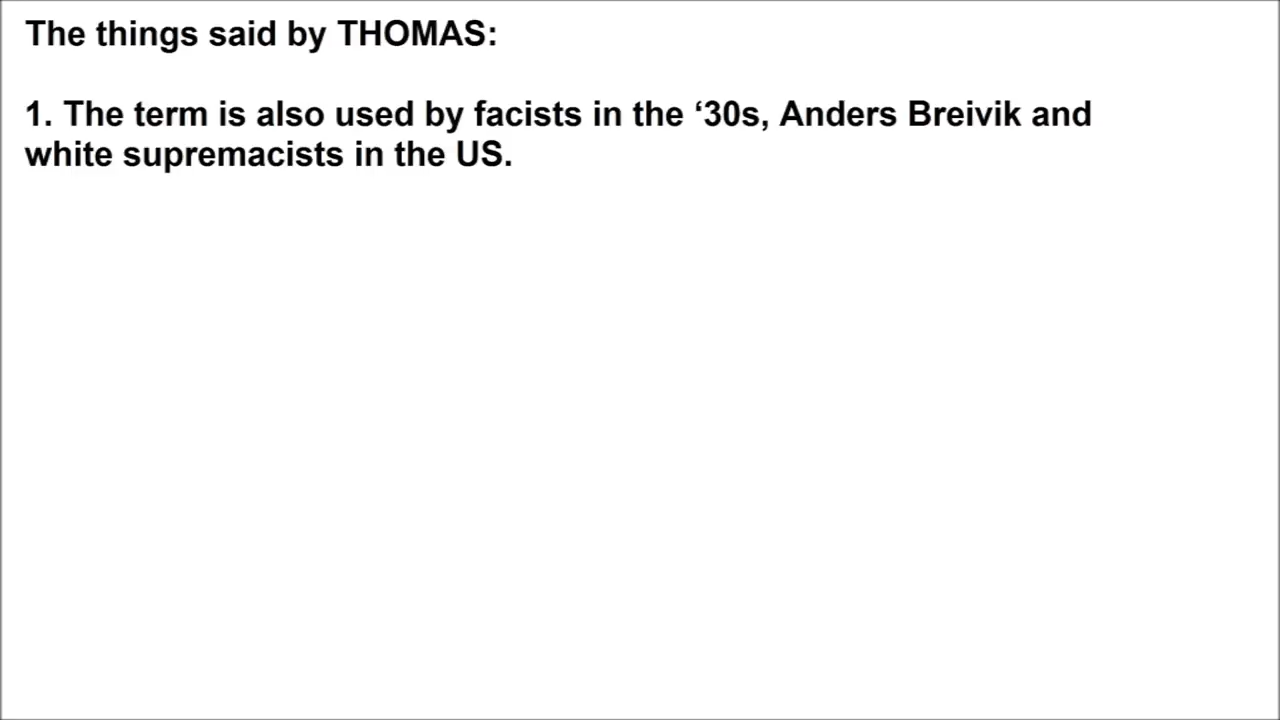 The things said by THOMAS:
1. The term is also used by facists in the ‘30s, Anders Breivik and
white supremacists in the US.